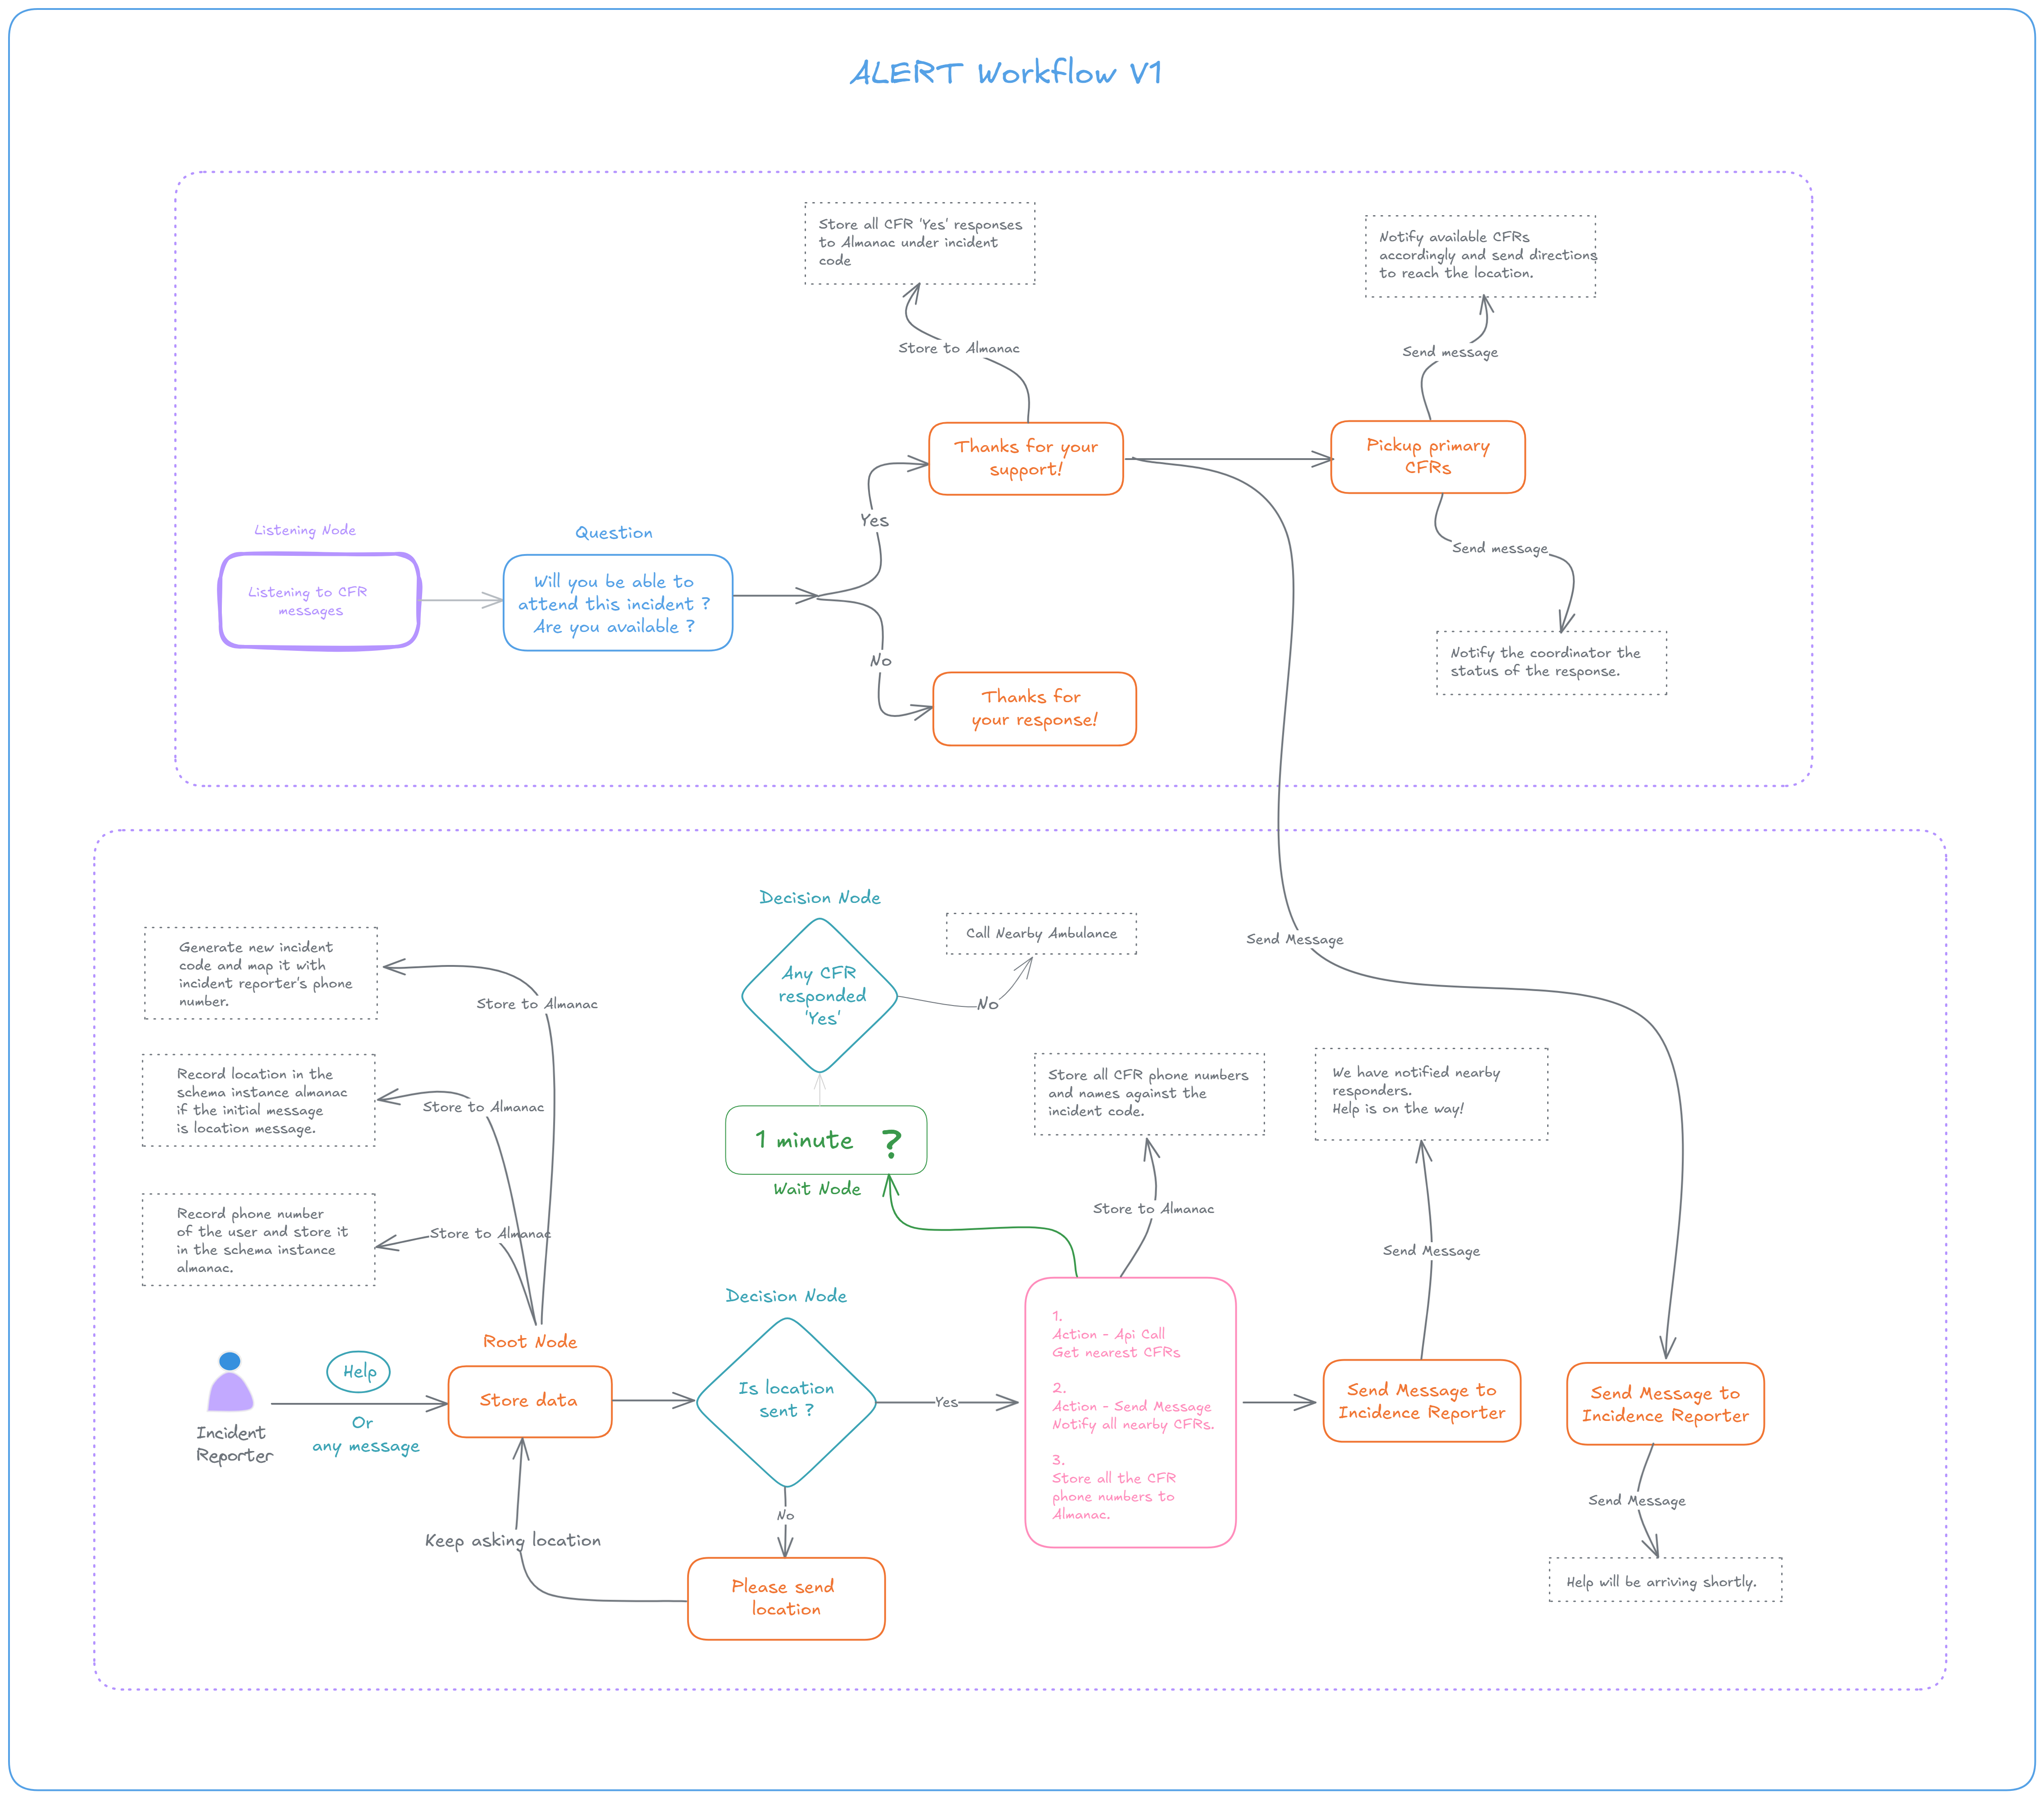 ALERT Workflow V1
Store all CFR 'Yes' responses
to Almanac under incident
code
Notify available CFRs
accordingly and send directions
to reach the location.
Store to Almanac
Send message
Thanks for your
support!
Pickup primary
CFRs
Yes
Listening Node
Listening to CFR
messages
Question
Will you be able to
attend this incident ?
Are you available ?
Send message
No
Notify the coordinator the
status of the response.
Thanks for
your response!
Send Message
Decision Node
Any CFR
responded
'Yes'
No
Call Nearby Ambulance
Generate new incident
code and map it with
incident reporter's phone
number.
Store to Almanac
Record location in the
schema instance almanac
if the initial message
is location message.
Store to Almanac
Record phone number
of the user and store it
in the schema instance
almanac.
Store to Almanac
1 minute ?
Wait Node
Store all CFR phone numbers
and names against the
incident code.
Store to Almanac
We have notified nearby
responders.
Help is on the way!
Send Message
Incident
Reporter
Help
Or
any message
Root Node
Store data
Decision Node
Is location
sent ?
Yes
No
Keep asking location
Please send
location
1.
Action - Api Call
Get nearest CFRs
2.
Action - Send Message
Notify all nearby CFRs.
3.
Store all the CFR
phone numbers to
Almanac.
Send Message to
Incidence Reporter
Send Message to
Incidence Reporter
Send Message
Help will be arriving shortly.